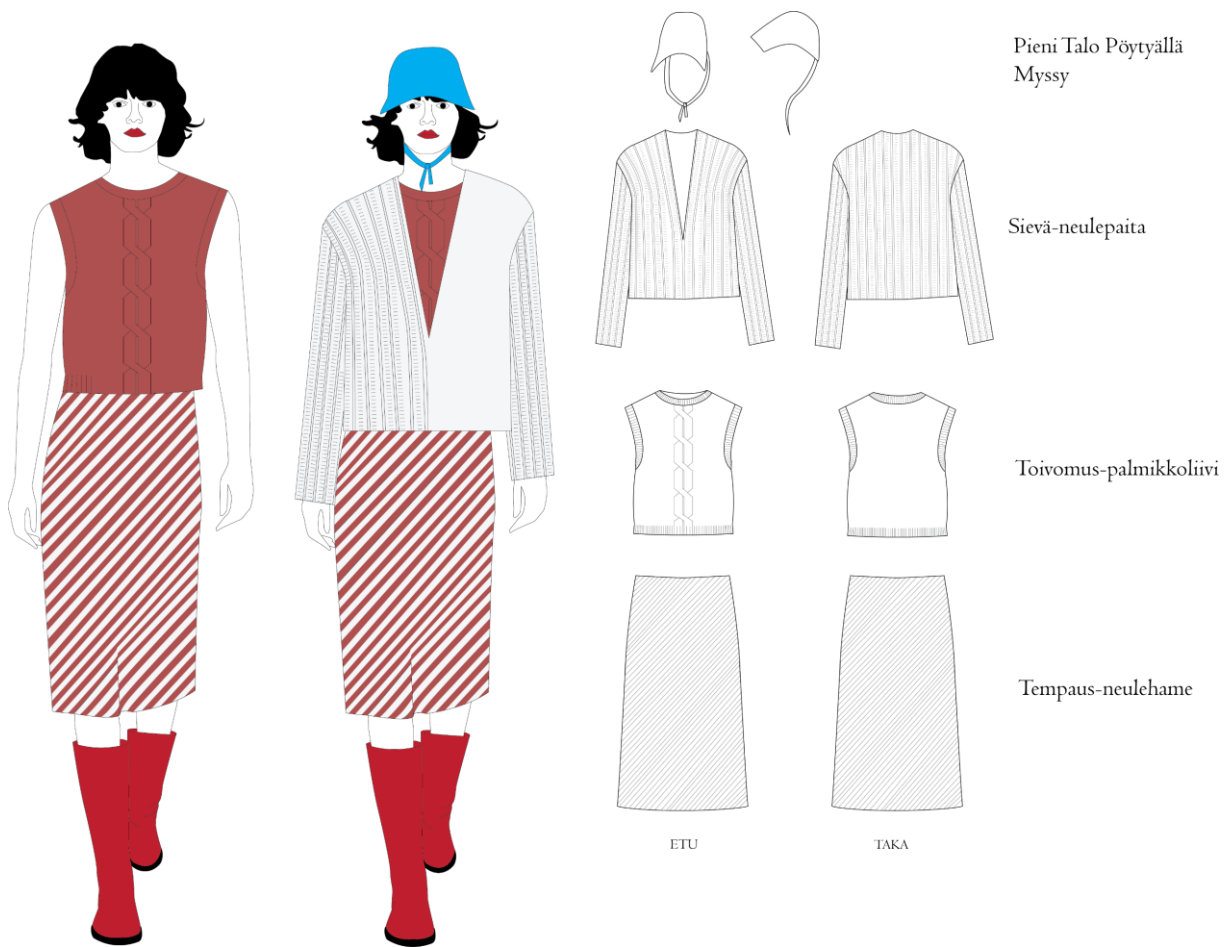 Pieni Talo Pöytyällä
Myssy
Sievä-neulepaita
Toivomus-palmikkoliivi
Tempaus-neulehame
ETU
TAKA